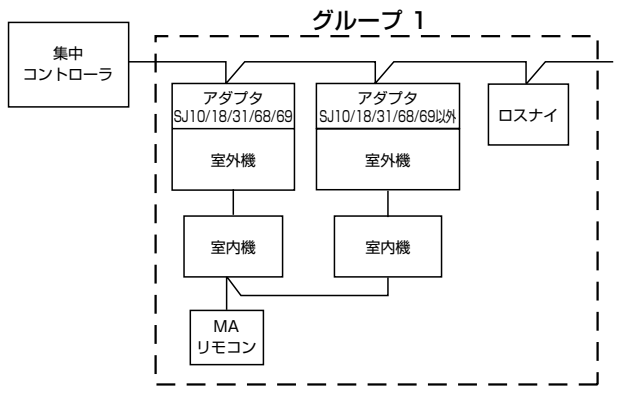 グループ 1
集中
コントローラ
アダプタ
SJ10/18/31/68/69
アダプタ
SJ10/18/31/68/69以外
ロスナイ
室外機
室外機
室内機
室内機
MA
リモコン